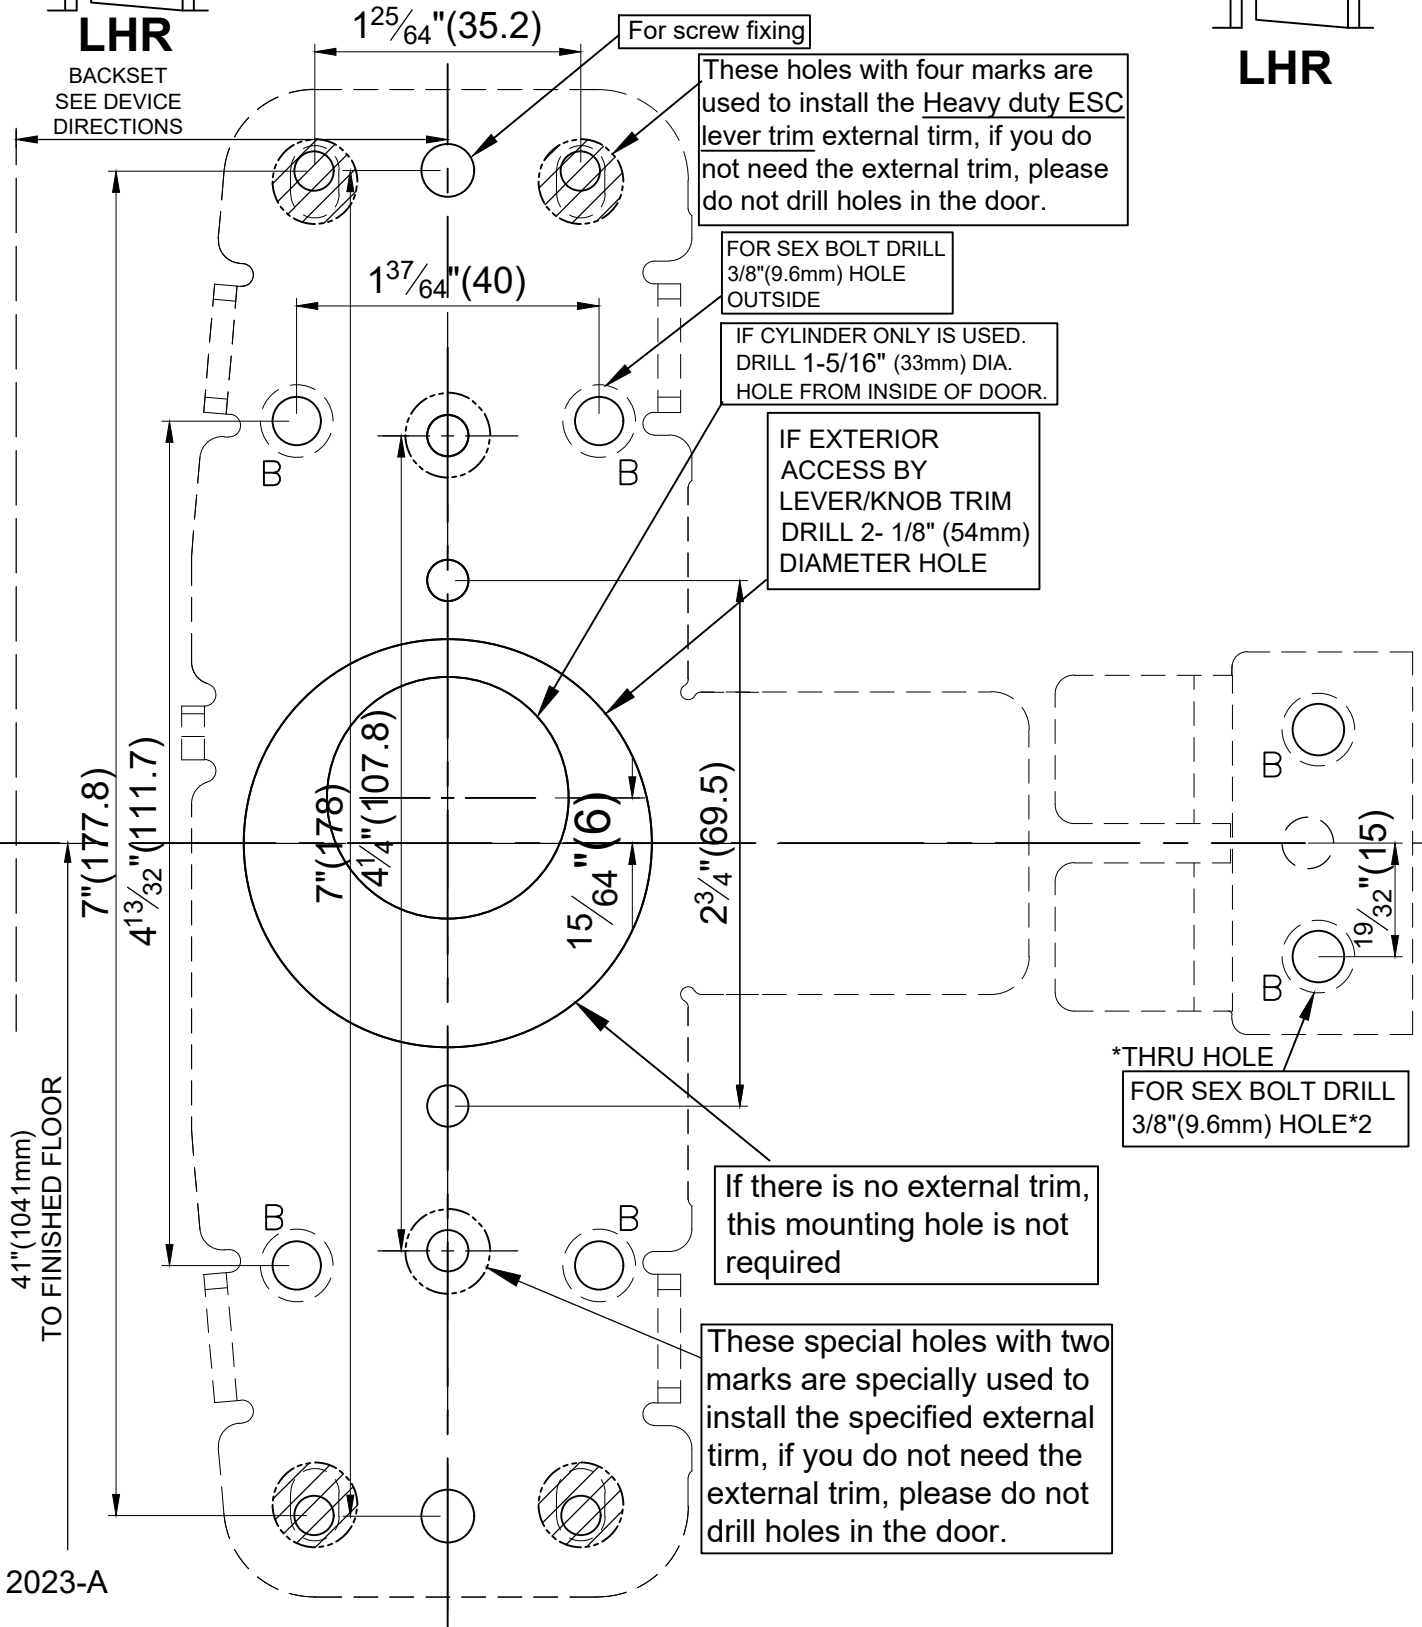 LHR
BACKSET
SEE DEVICE
DIRECTIONS
1 25/64"(35.2)
For screw fixing
LHR
These holes with four marks are
used to install the Heavy duty ESC
lever trim external tirm, if you do
not need the external trim, please
do not drill holes in the door.
1 37/64"(40)
FOR SEX BOLT DRILL
3/8"(9.6mm) HOLE
OUTSIDE
IF CYLINDER ONLY IS USED.
DRILL 1-5/16" (33mm) DIA.
HOLE FROM INSIDE OF DOOR.
IF EXTERIOR
ACCESS BY
LEVER/KNOB TRIM
DRILL 2- 1/8" (54mm)
DIAMETER HOLE
B
B
7"(177.8)
4 13/32"(111.7)
7"(178)
4 1/4"(107.8)
15/64"(6)
2 3/4"(69.5)
B
19/32"(15)
B
*THRU HOLE
FOR SEX BOLT DRILL
3/8"(9.6mm) HOLE*2
41"(1041mm)
TO FINISHED FLOOR
If there is no external trim,
this mounting hole is not
required
B
B
These special holes with two
marks are specially used to
install the specified external
tirm, if you do not need the
external trim, please do not
drill holes in the door.
2023-A